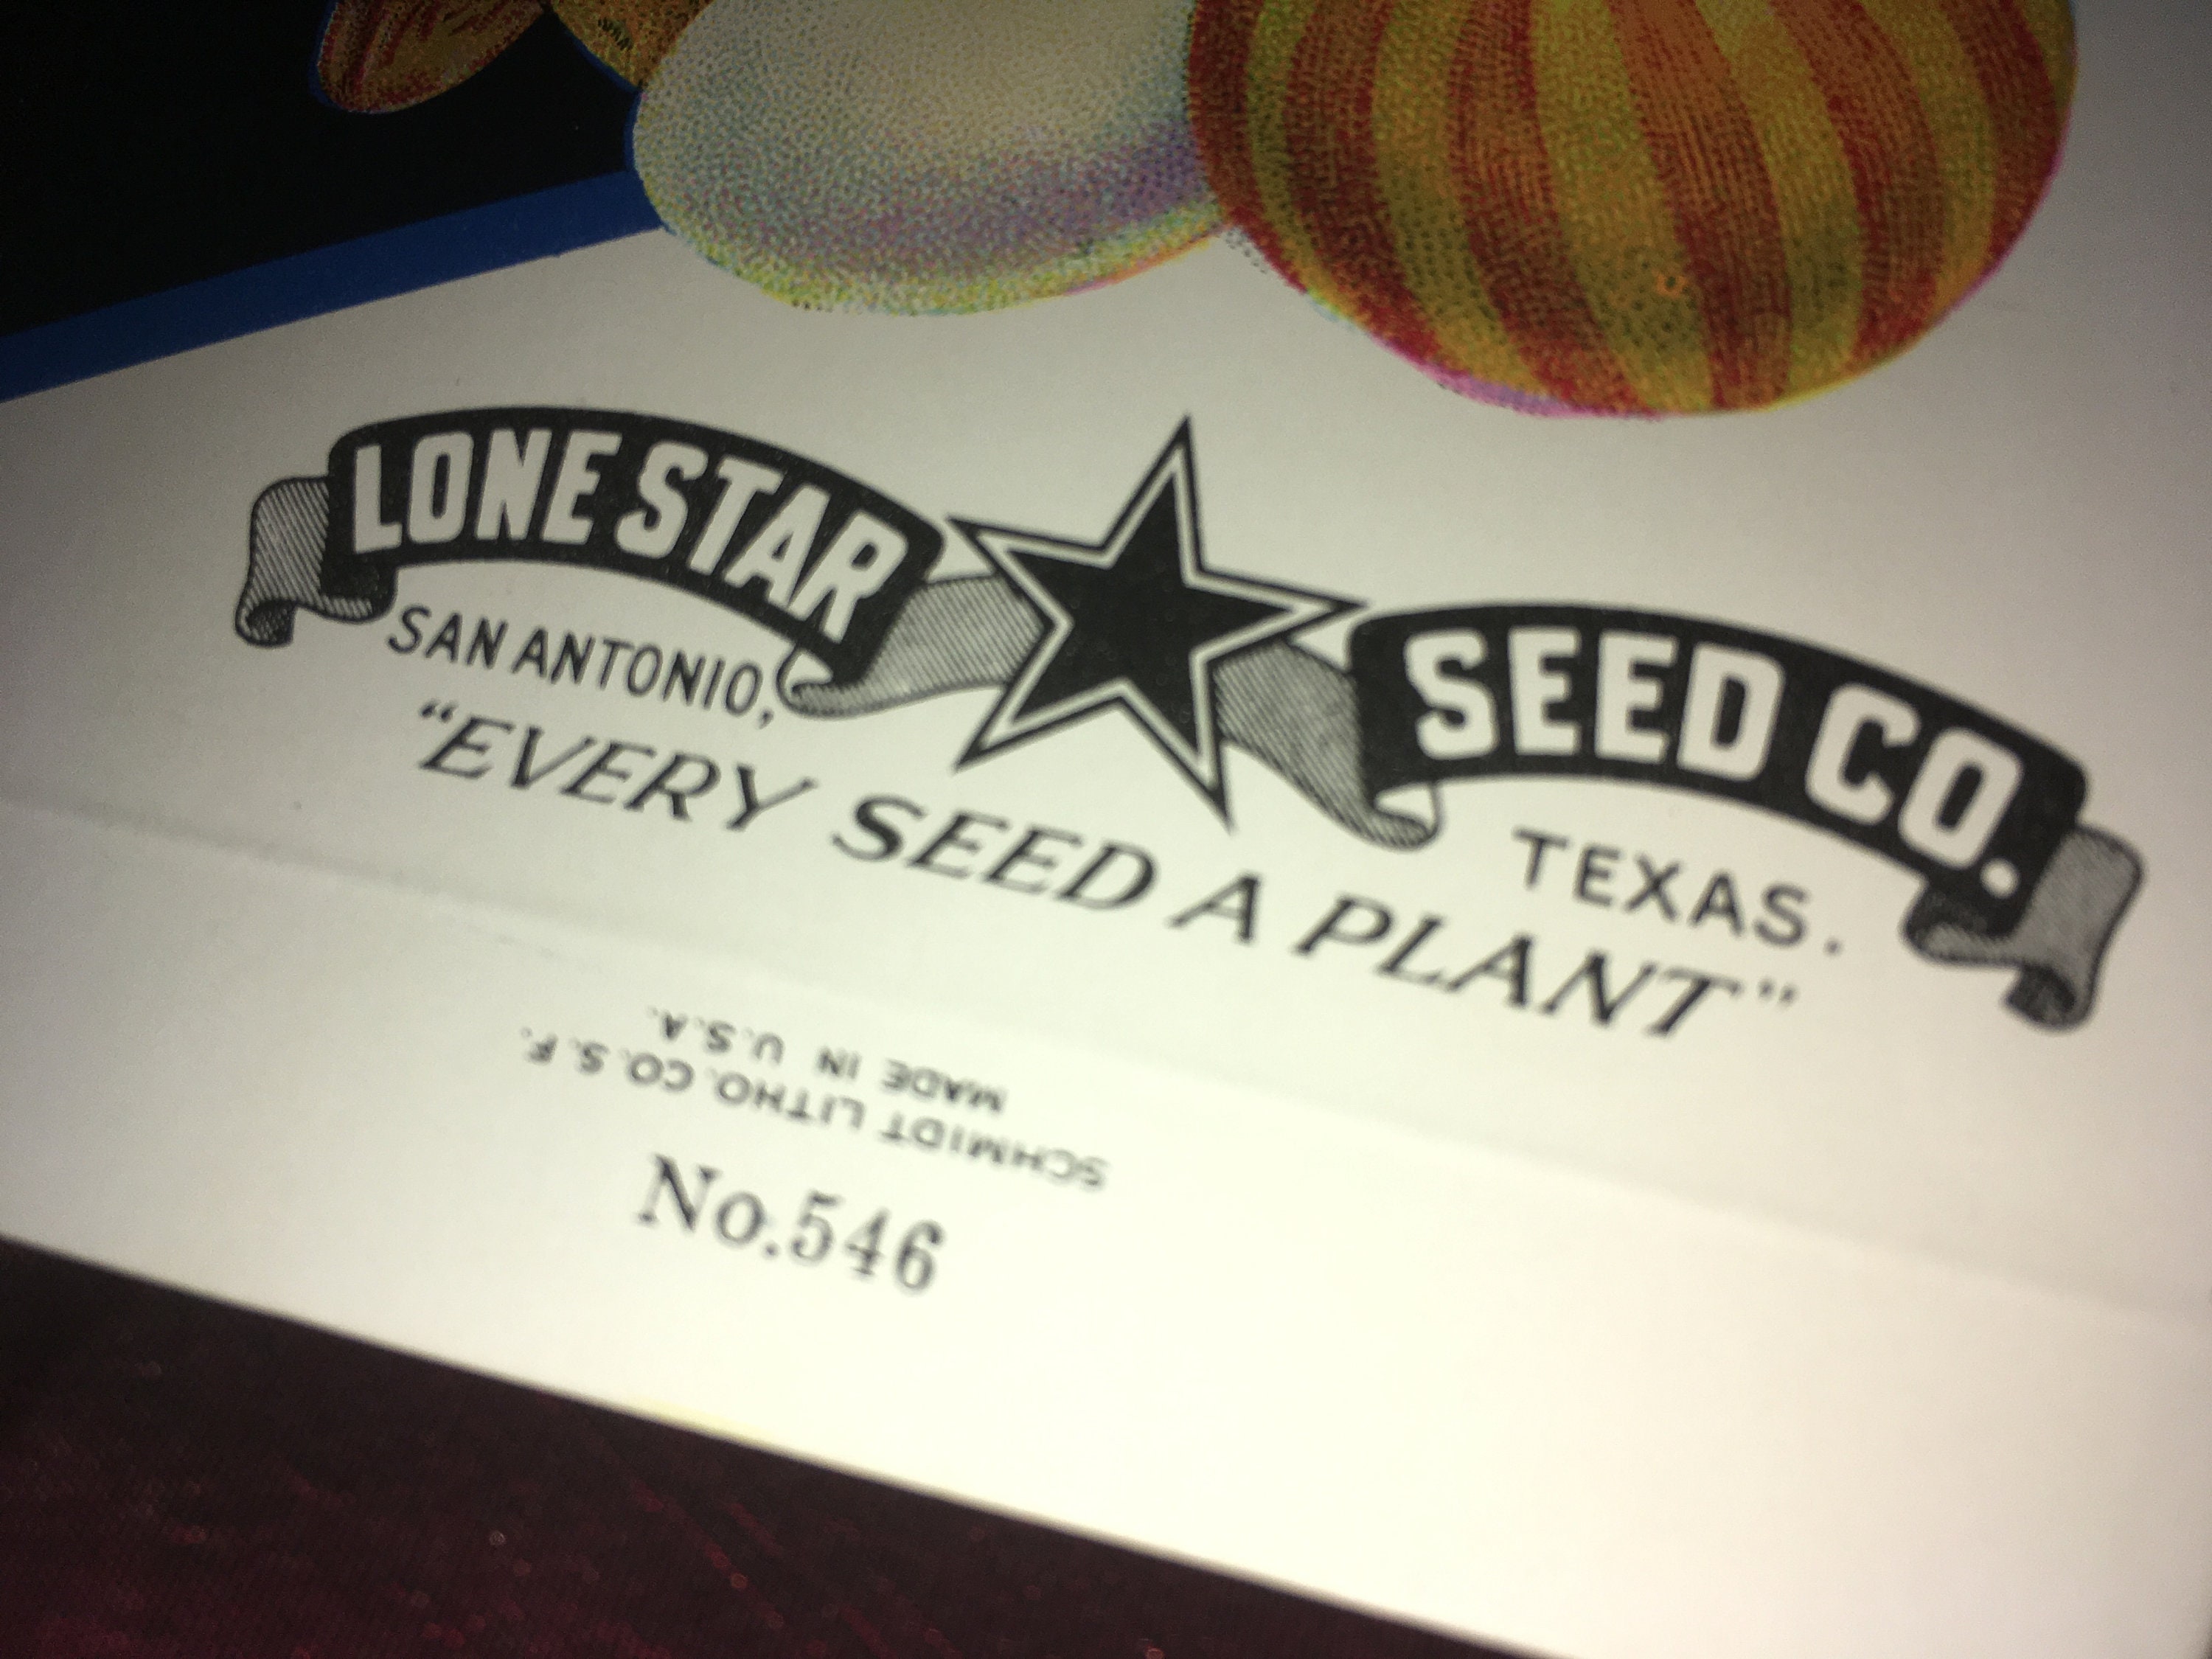 LONE STAR SEED CO.
SAN ANTONIO, TEXAS.
"EVERY SEED A PLANT"
SCHMIDT LITHO. CO. S. F.
MADE IN U.S.A.
No.546